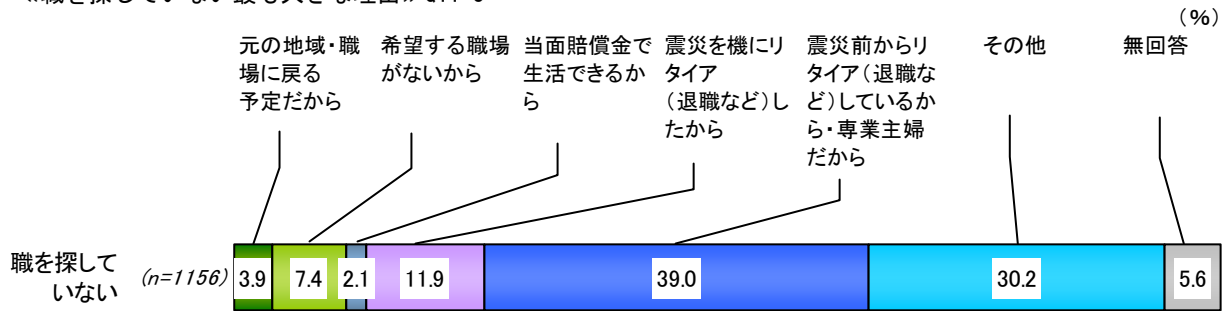 （％）
元の地域・職
場に戻る
予定だから
希望する職場
がないから
当面賠償金で
生活できるか
ら
震災を機にリ
タイア
（退職など）し
たから
震災前からリ
タイア（退職な
ど）しているか
ら・専業主婦
だから
その他
無回答
職を探して
いない
(n=1156)
3.9
7.4
2.1
11.9
39.0
30.2
5.6